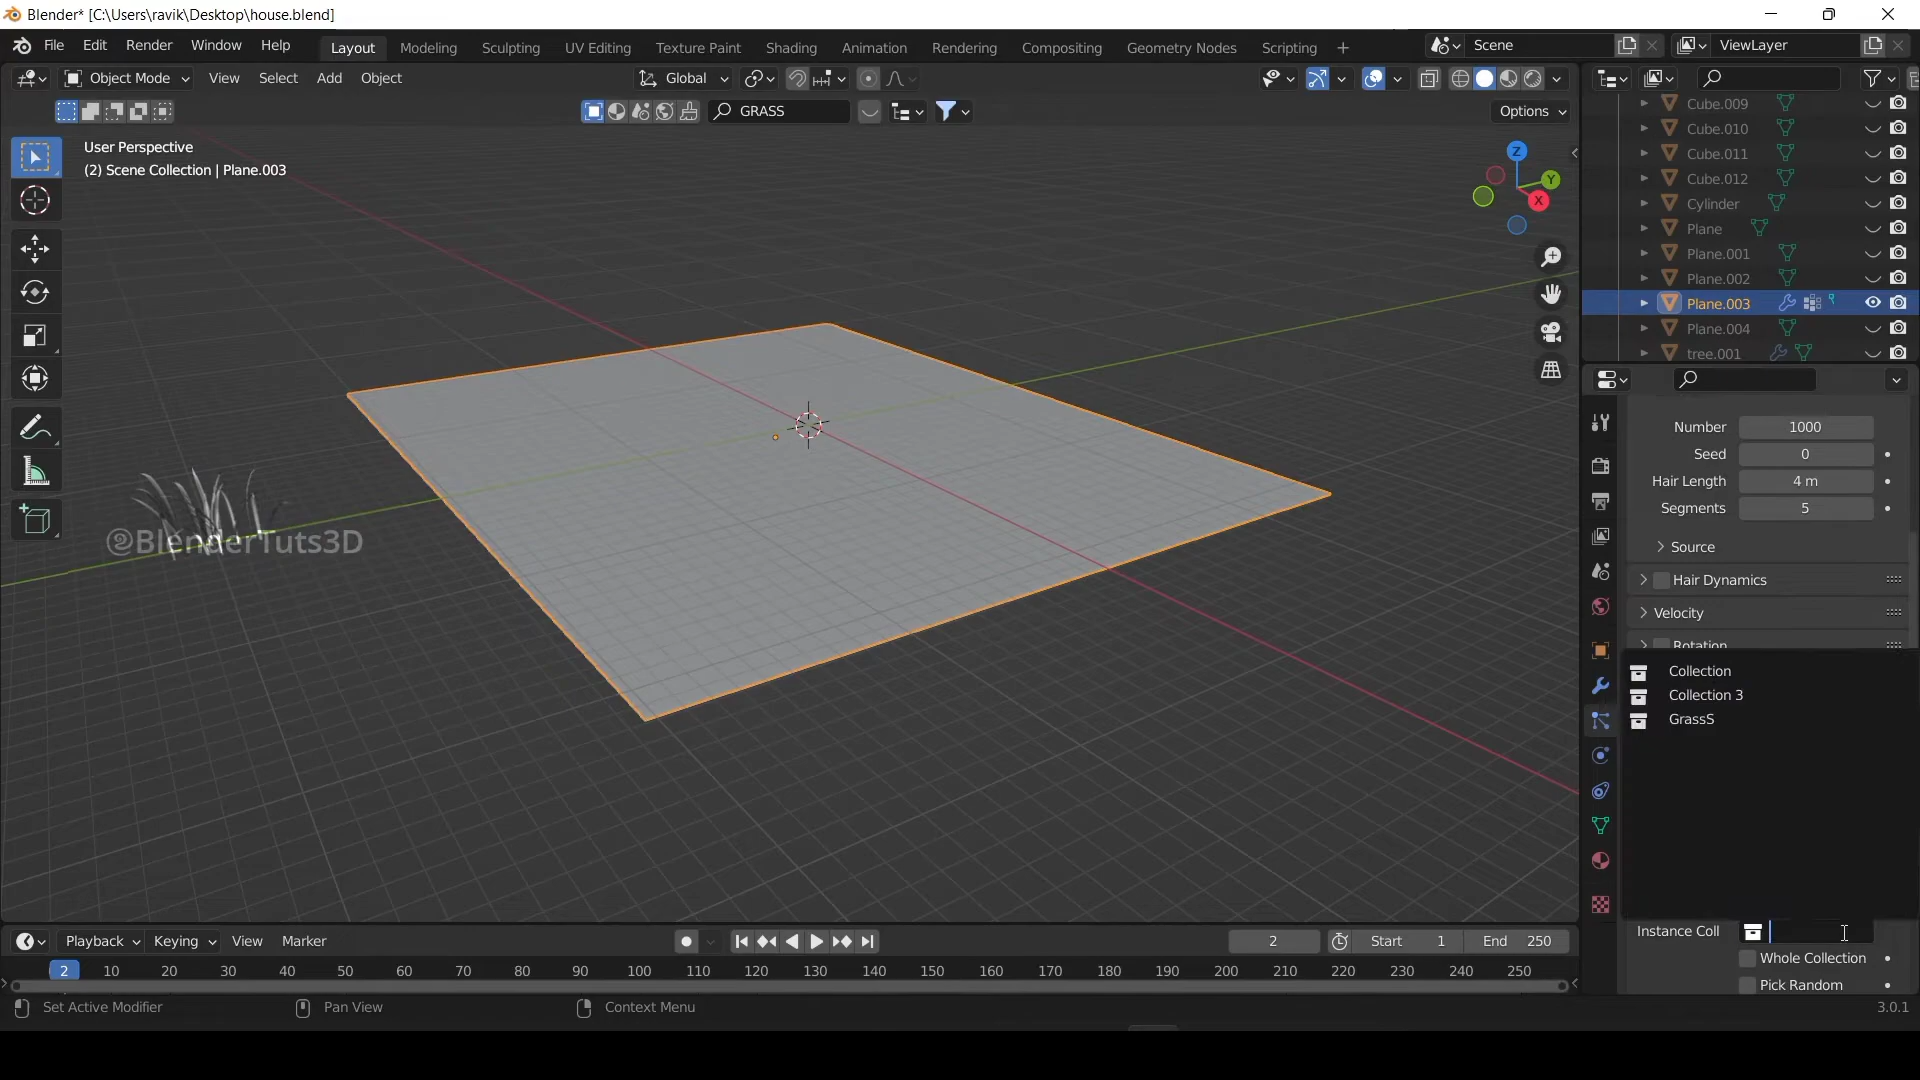 Blender* [C:\Users\ravik\Desktop\house.blend]
File Edit Render Window Help Layout Modeling Sculpting UV Editing Texture Paint Shading Animation Rendering Compositing Geometry Nodes Scripting + Scene ViewLayer
Object Mode View Select Add Object Global
GRASS Options
User Perspective
(2) Scene Collection | Plane.003
Z
Y
X
@BlenderTuts3D
Cube.009
Cube.010
Cube.011
Cube.012
Cylinder
Plane
Plane.001
Plane.002
Plane.003
Plane.004
tree.001
Number 1000
Seed 0
Hair Length 4 m
Segments 5
Source
Hair Dynamics
Velocity
Rotation
Collection
Collection 3
GrassS
Instance Coll
Whole Collection
Pick Random
Playback Keying View Marker 2 Start 1 End 250
2 10 20 30 40 50 60 70 80 90 100 110 120 130 140 150 160 170 180 190 200 210 220 230 240 250
Set Active Modifier Pan View Context Menu 3.0.1